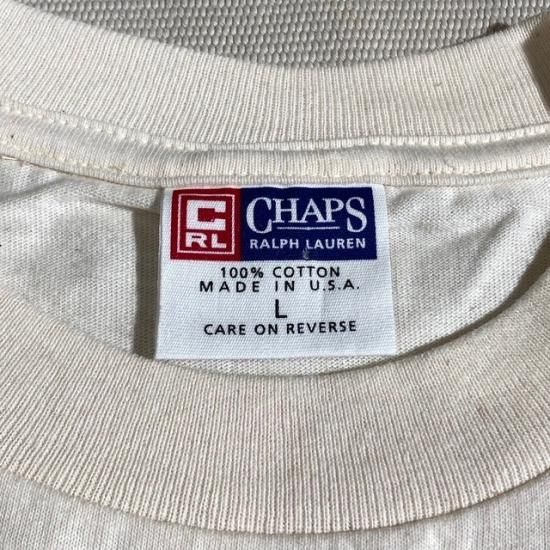 C
RL
CHAPS
RALPH LAUREN
100% COTTON
MADE IN U.S.A.
L
CARE ON REVERSE